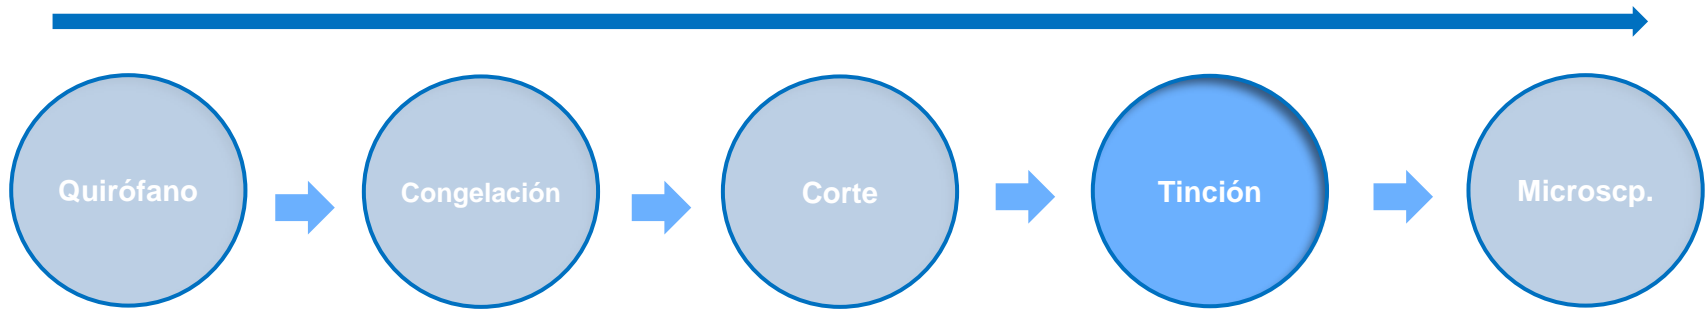 Quirófano
Congelación
Corte
Tinción
Microscp.